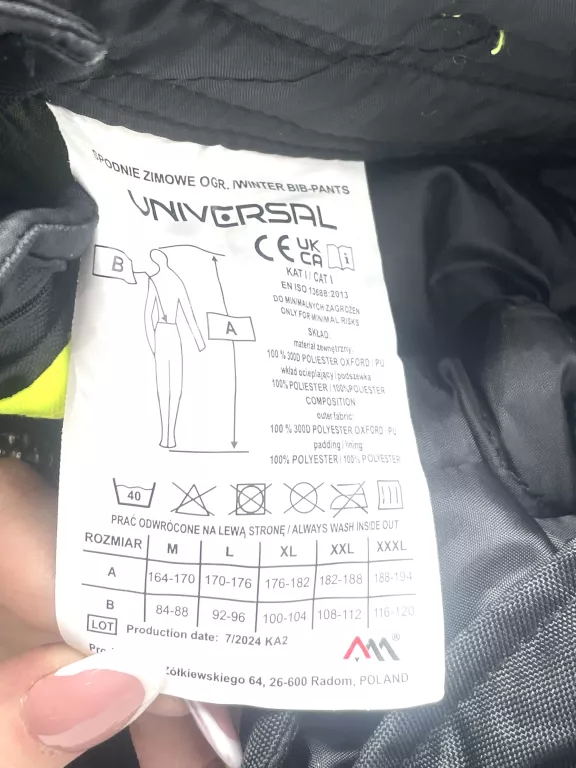 SPODNIE ZIMOWE OGR. /WINTER BIB-PANTS
UNIVERSAL
CE UK CA i
KAT I / CAT I
EN ISO 13688:2013
DO MINIMALNYCH ZAGROŻEŃ
ONLY FOR MINIMAL RISKS
B
A
SKŁAD:
materiał zewnętrzny:
100 % 300D POLIESTER OXFORD / PU
wkład ocieplający / podszewka
100% POLIESTER / 100% POLIESTER
COMPOSITION
outer fabric:
100 % 300D POLYESTER OXFORD / PU
padding / lining:
100% POLYESTER / 100% POLYESTER
40
PRAĆ ODWRÓCONE NA LEWĄ STRONĘ / ALWAYS WASH INSIDE OUT
ROZMIAR M L XL XXL XXXL
A 164-170 170-176 176-182 182-188 188-194
B 84-88 92-96 100-104 108-112 116-120
LOT Production date: 7/2024 KA2
®
Żółkiewskiego 64, 26-600 Radom, POLAND